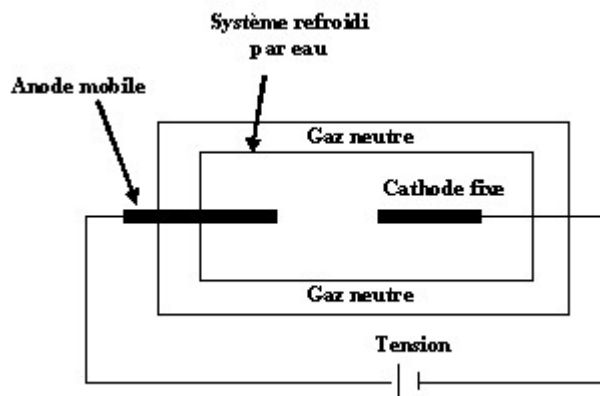 Système refroidi
par eau
Anode mobile
Gaz neutre
Cathode fixe
Gaz neutre
Tension